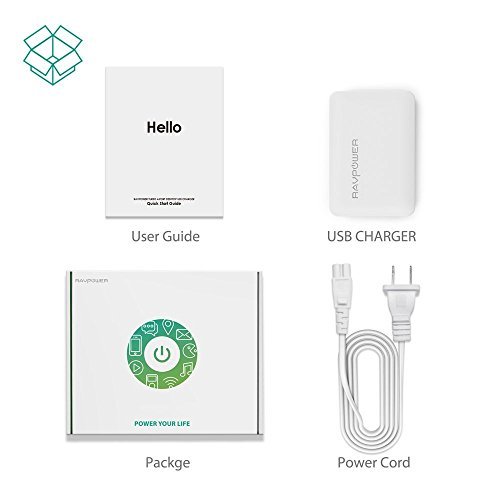 Hello
Quick Start Guide
User Guide
RAVPOWER
USB CHARGER
RAVPOWER
POWER YOUR LIFE
Packge
Power Cord